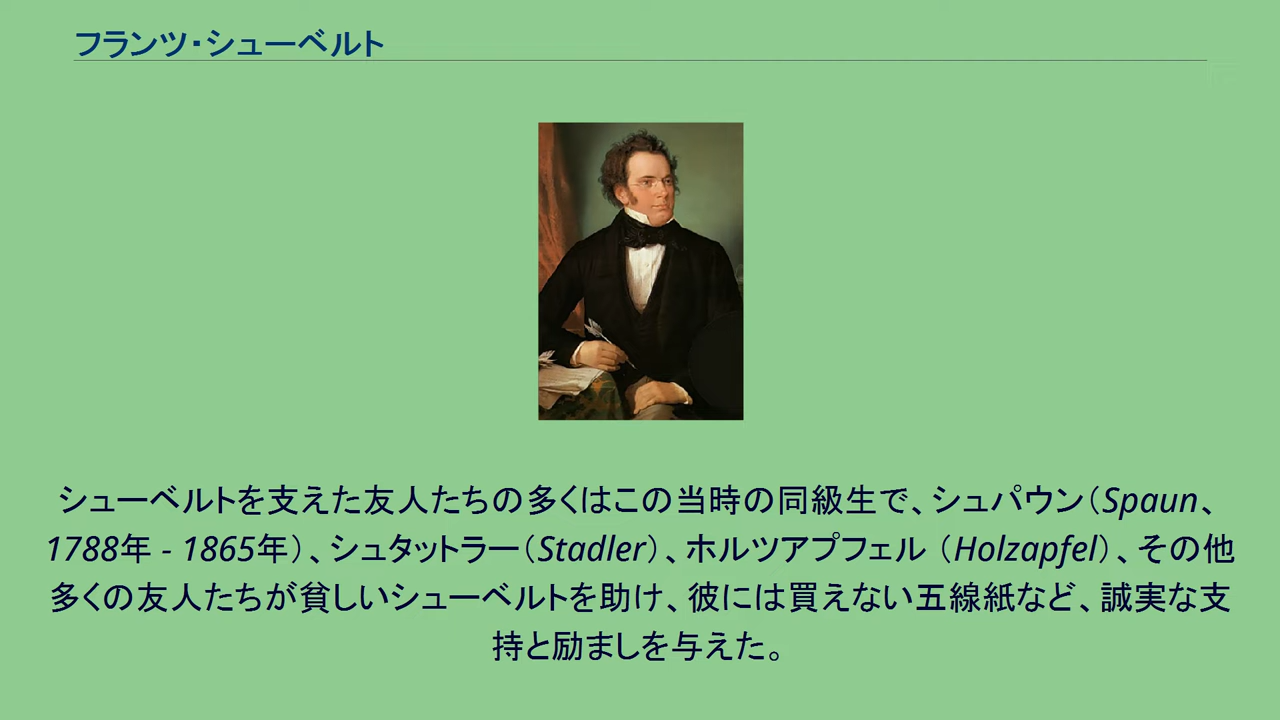 フランツ・シューベルト
シューベルトを支えた友人たちの多くはこの当時の同級生で、シュパウン（Spaun、
1788年 - 1865年）、シュタットラー（Stadler）、ホルツアプフェル（Holzapfel）、その他
多くの友人たちが貧しいシューベルトを助け、彼には買えない五線紙など、誠実な支
持と励ましを与えた。